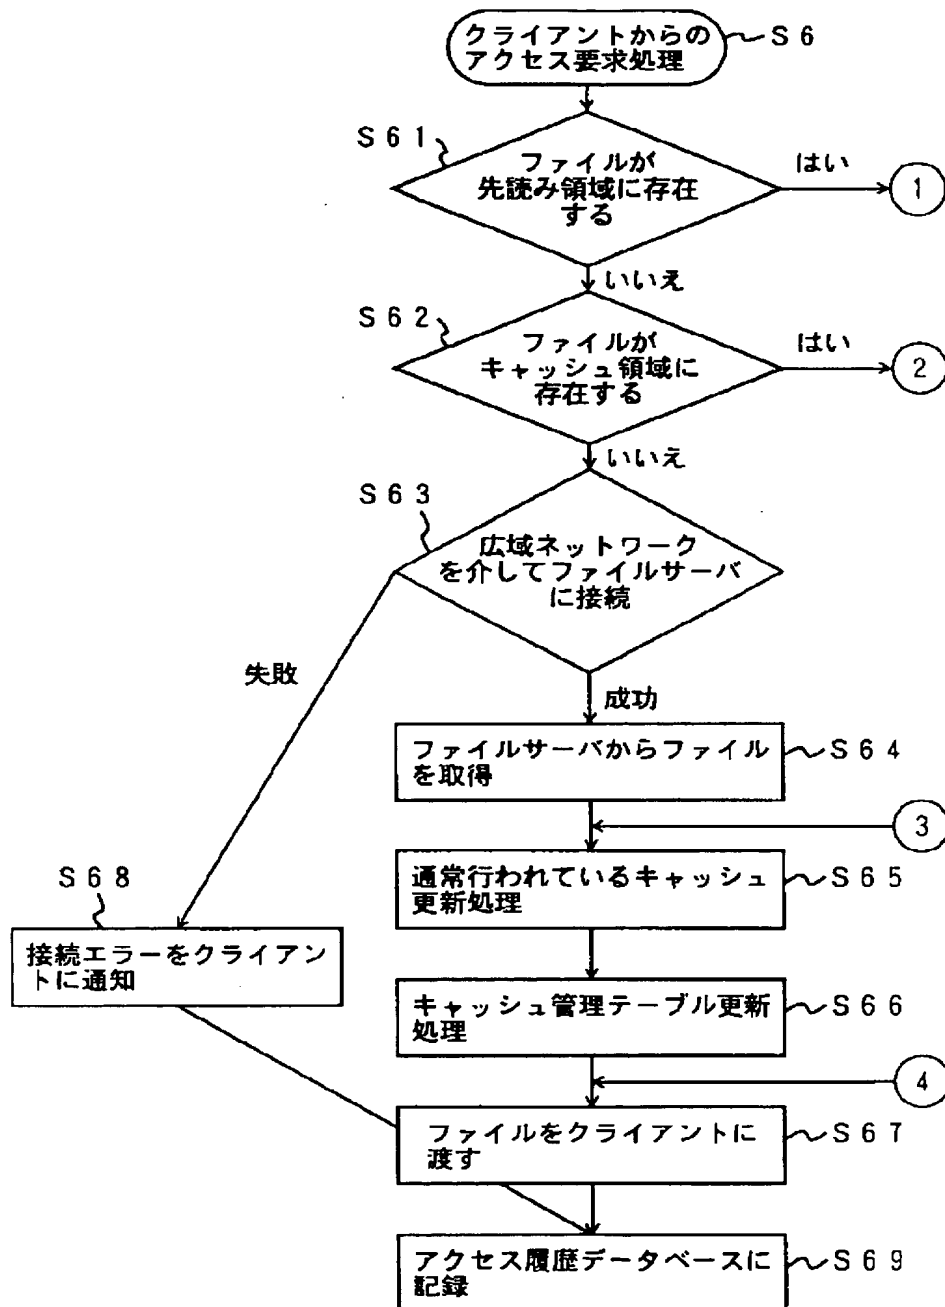 クライアントからの
アクセス要求処理
S6
S61
ファイルが
先読み領域に存在
する
はい
1
いいえ
S62
ファイルが
キャッシュ領域に
存在する
はい
2
いいえ
S63
広域ネットワーク
を介してファイルサーバ
に接続
失敗
成功
ファイルサーバからファイル
を取得
S64
3
通常行われているキャッシュ
更新処理
S65
S68
接続エラーをクライアン
トに通知
キャッシュ管理テーブル更新
処理
S66
4
ファイルをクライアントに
渡す
S67
アクセス履歴データベースに
記録
S69